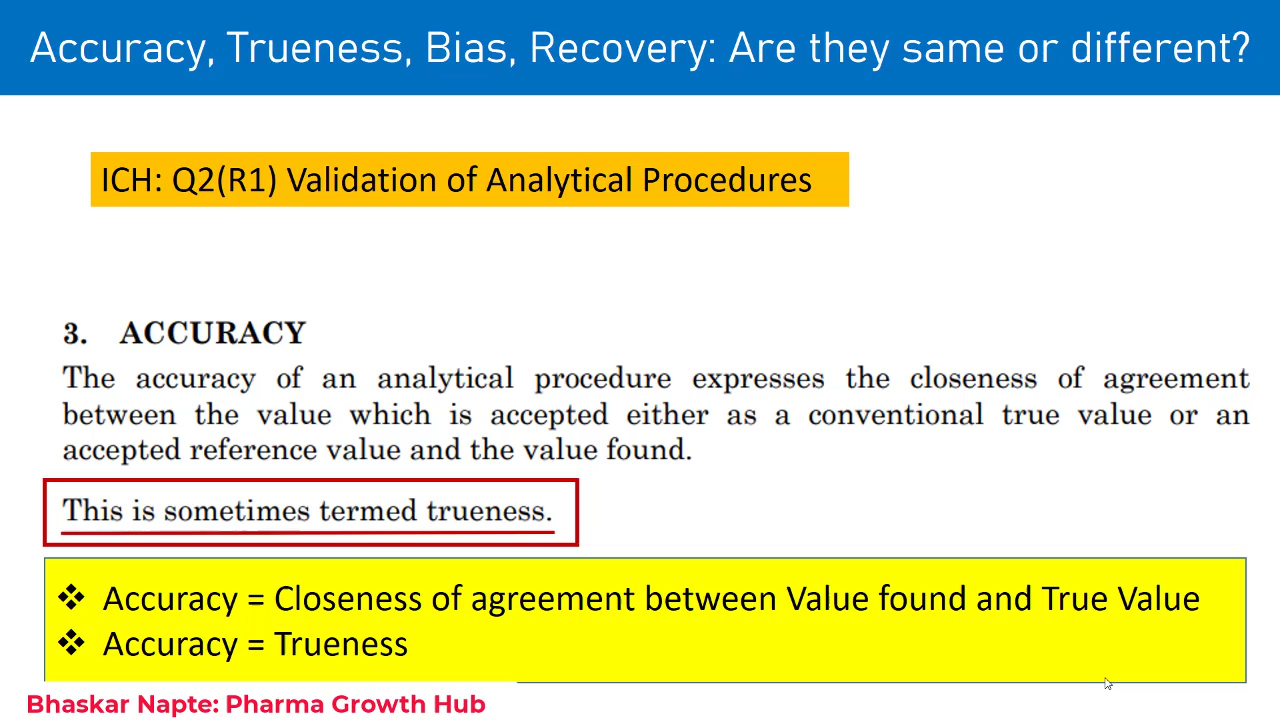 Accuracy, Trueness, Bias, Recovery: Are they same or different?
ICH: Q2(R1) Validation of Analytical Procedures
3. ACCURACY
The accuracy of an analytical procedure expresses the closeness of agreement
between the value which is accepted either as a conventional true value or an
accepted reference value and the value found.
This is sometimes termed trueness.
❖ Accuracy = Closeness of agreement between Value found and True Value
❖ Accuracy = Trueness
Bhaskar Napte: Pharma Growth Hub